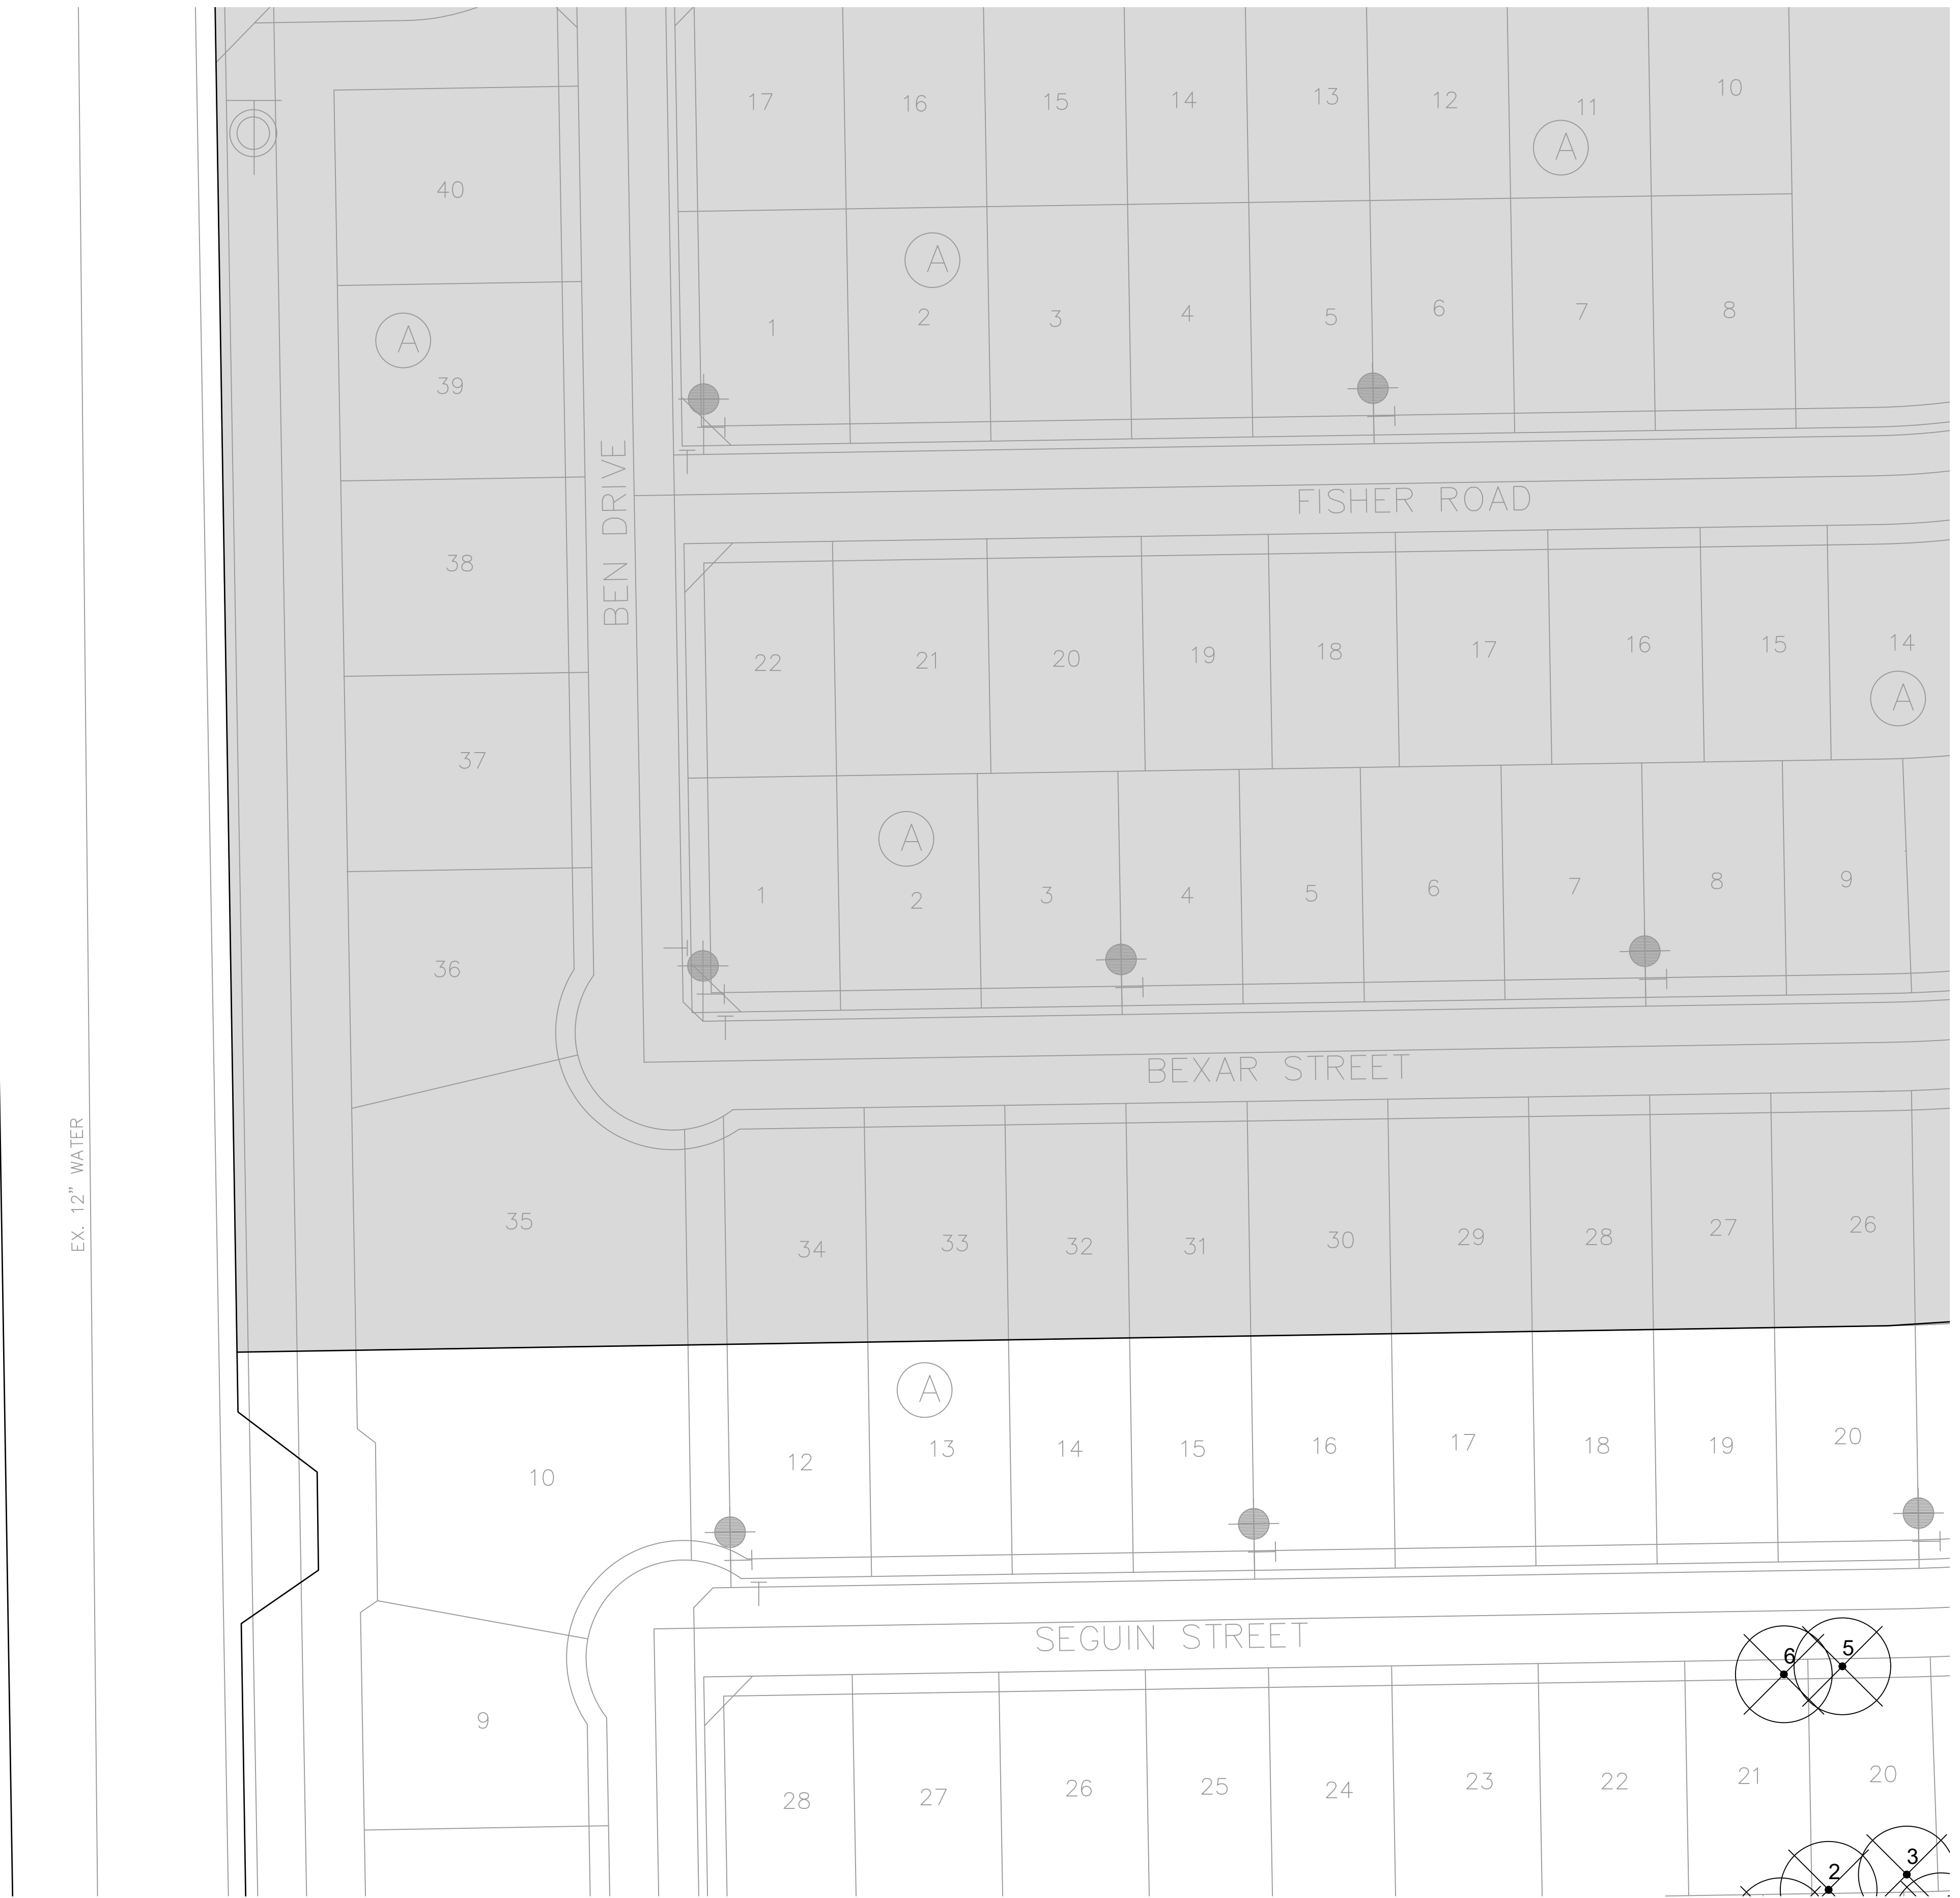 17 16 15 14 13 12 11 10
A
40
A
1 2 3 4 5 6 7 8
A
39
BEN DRIVE
FISHER ROAD
38
22 21 20 19 18 17 16 15 14
A
37
A
1 2 3 4 5 6 7 8 9
36
BEXAR STREET
EX. 12" WATER
35 34 33 32 31 30 29 28 27 26
A
10 12 13 14 15 16 17 18 19 20
SEGUIN STREET
6 5
9
28 27 26 25 24 23 22 21 20
2 3